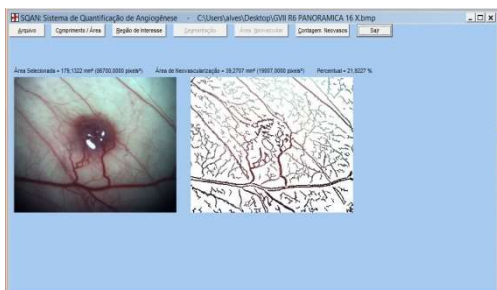 SQAN: Sistema de Quantificação de Angiogênese - C:\Users\alves\Desktop\GVII R6 PANORAMICA 16 X.bmp
Arquivo Comprimento / Área Região de Interesse Segmentação Área Neovascular Contagem Neovasos Sair
Área Selecionada = 179,1322 mm² (86700,0000 pixels²) Área de Neovascularização = 39,2707 mm² (19007,0000 pixels²) Percentual = 21,9227 %